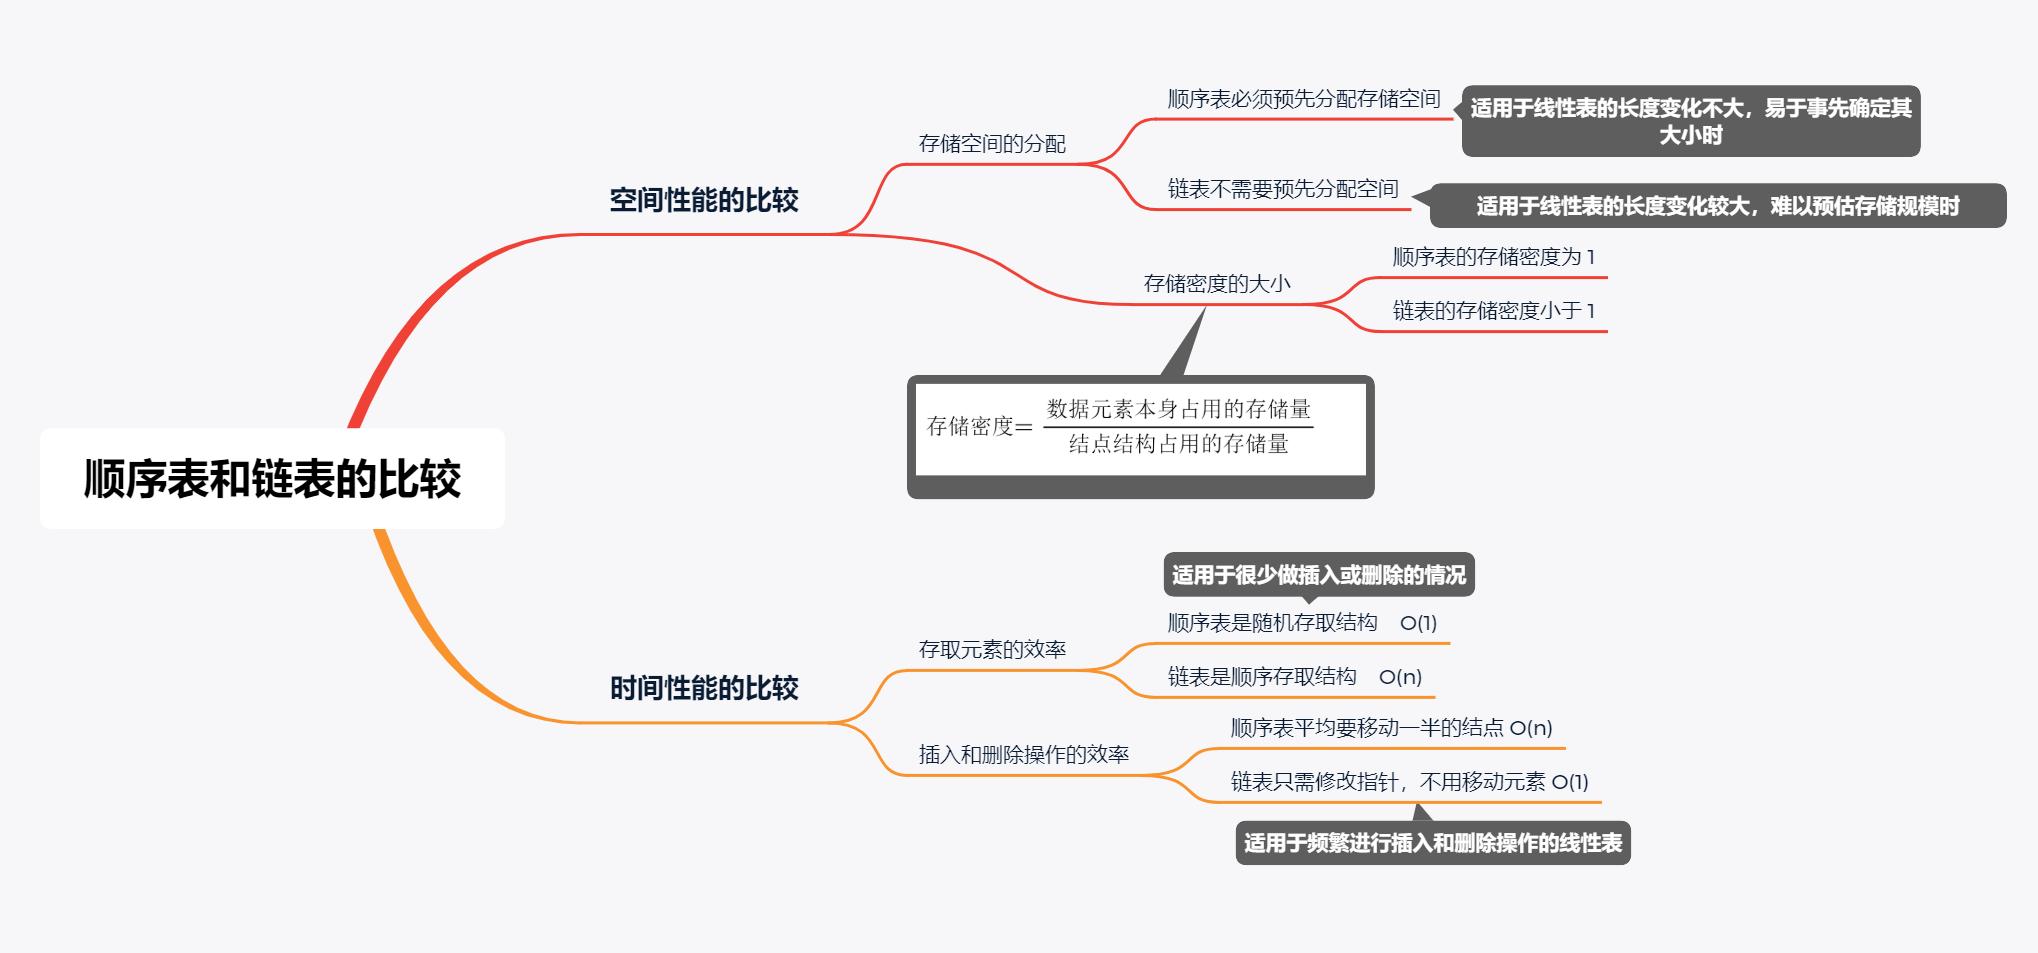 顺序表和链表的比较
空间性能的比较
存储空间的分配
顺序表必须预先分配存储空间
适用于线性表的长度变化不大，易于事先确定其
大小时
链表不需要预先分配空间
适用于线性表的长度变化较大，难以预估存储规模时
存储密度的大小
顺序表的存储密度为 1
链表的存储密度小于 1
存储密度=
数据元素本身占用的存储量
结点结构占用的存储量
时间性能的比较
存取元素的效率
适用于很少做插入或删除的情况
顺序表是随机存取结构 O(1)
链表是顺序存取结构 O(n)
插入和删除操作的效率
顺序表平均要移动一半的结点 O(n)
链表只需修改指针，不用移动元素 O(1)
适用于频繁进行插入和删除操作的线性表